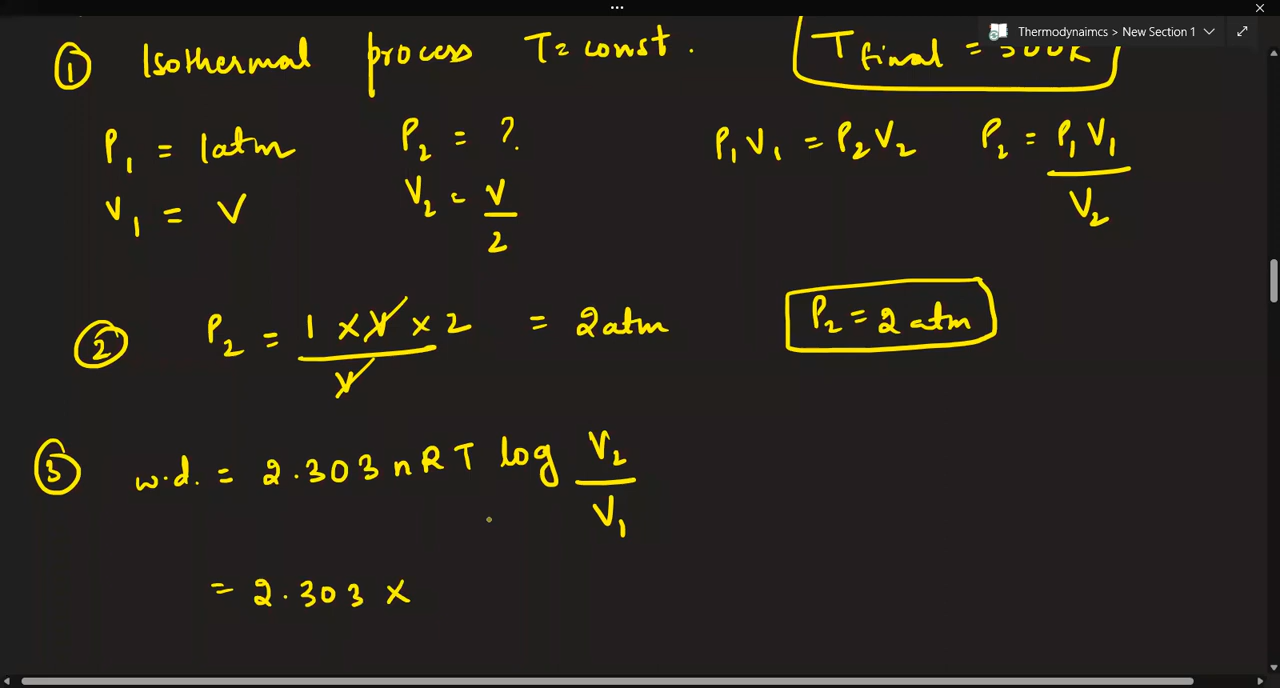 Thermodynaimcs > New Section 1
① Isothermal process T = const.
T final = 300k
P₁ = 1atm P₂ = ? P₁V₁ = P₂V₂ P₂ = P₁V₁ / V₂
V₁ = V V₂ = V/2
② P₂ = 1 × V × 2 / V = 2atm P₂ = 2 atm
③ w.d. = 2.303 nRT log V₂/V₁
= 2.303 ×